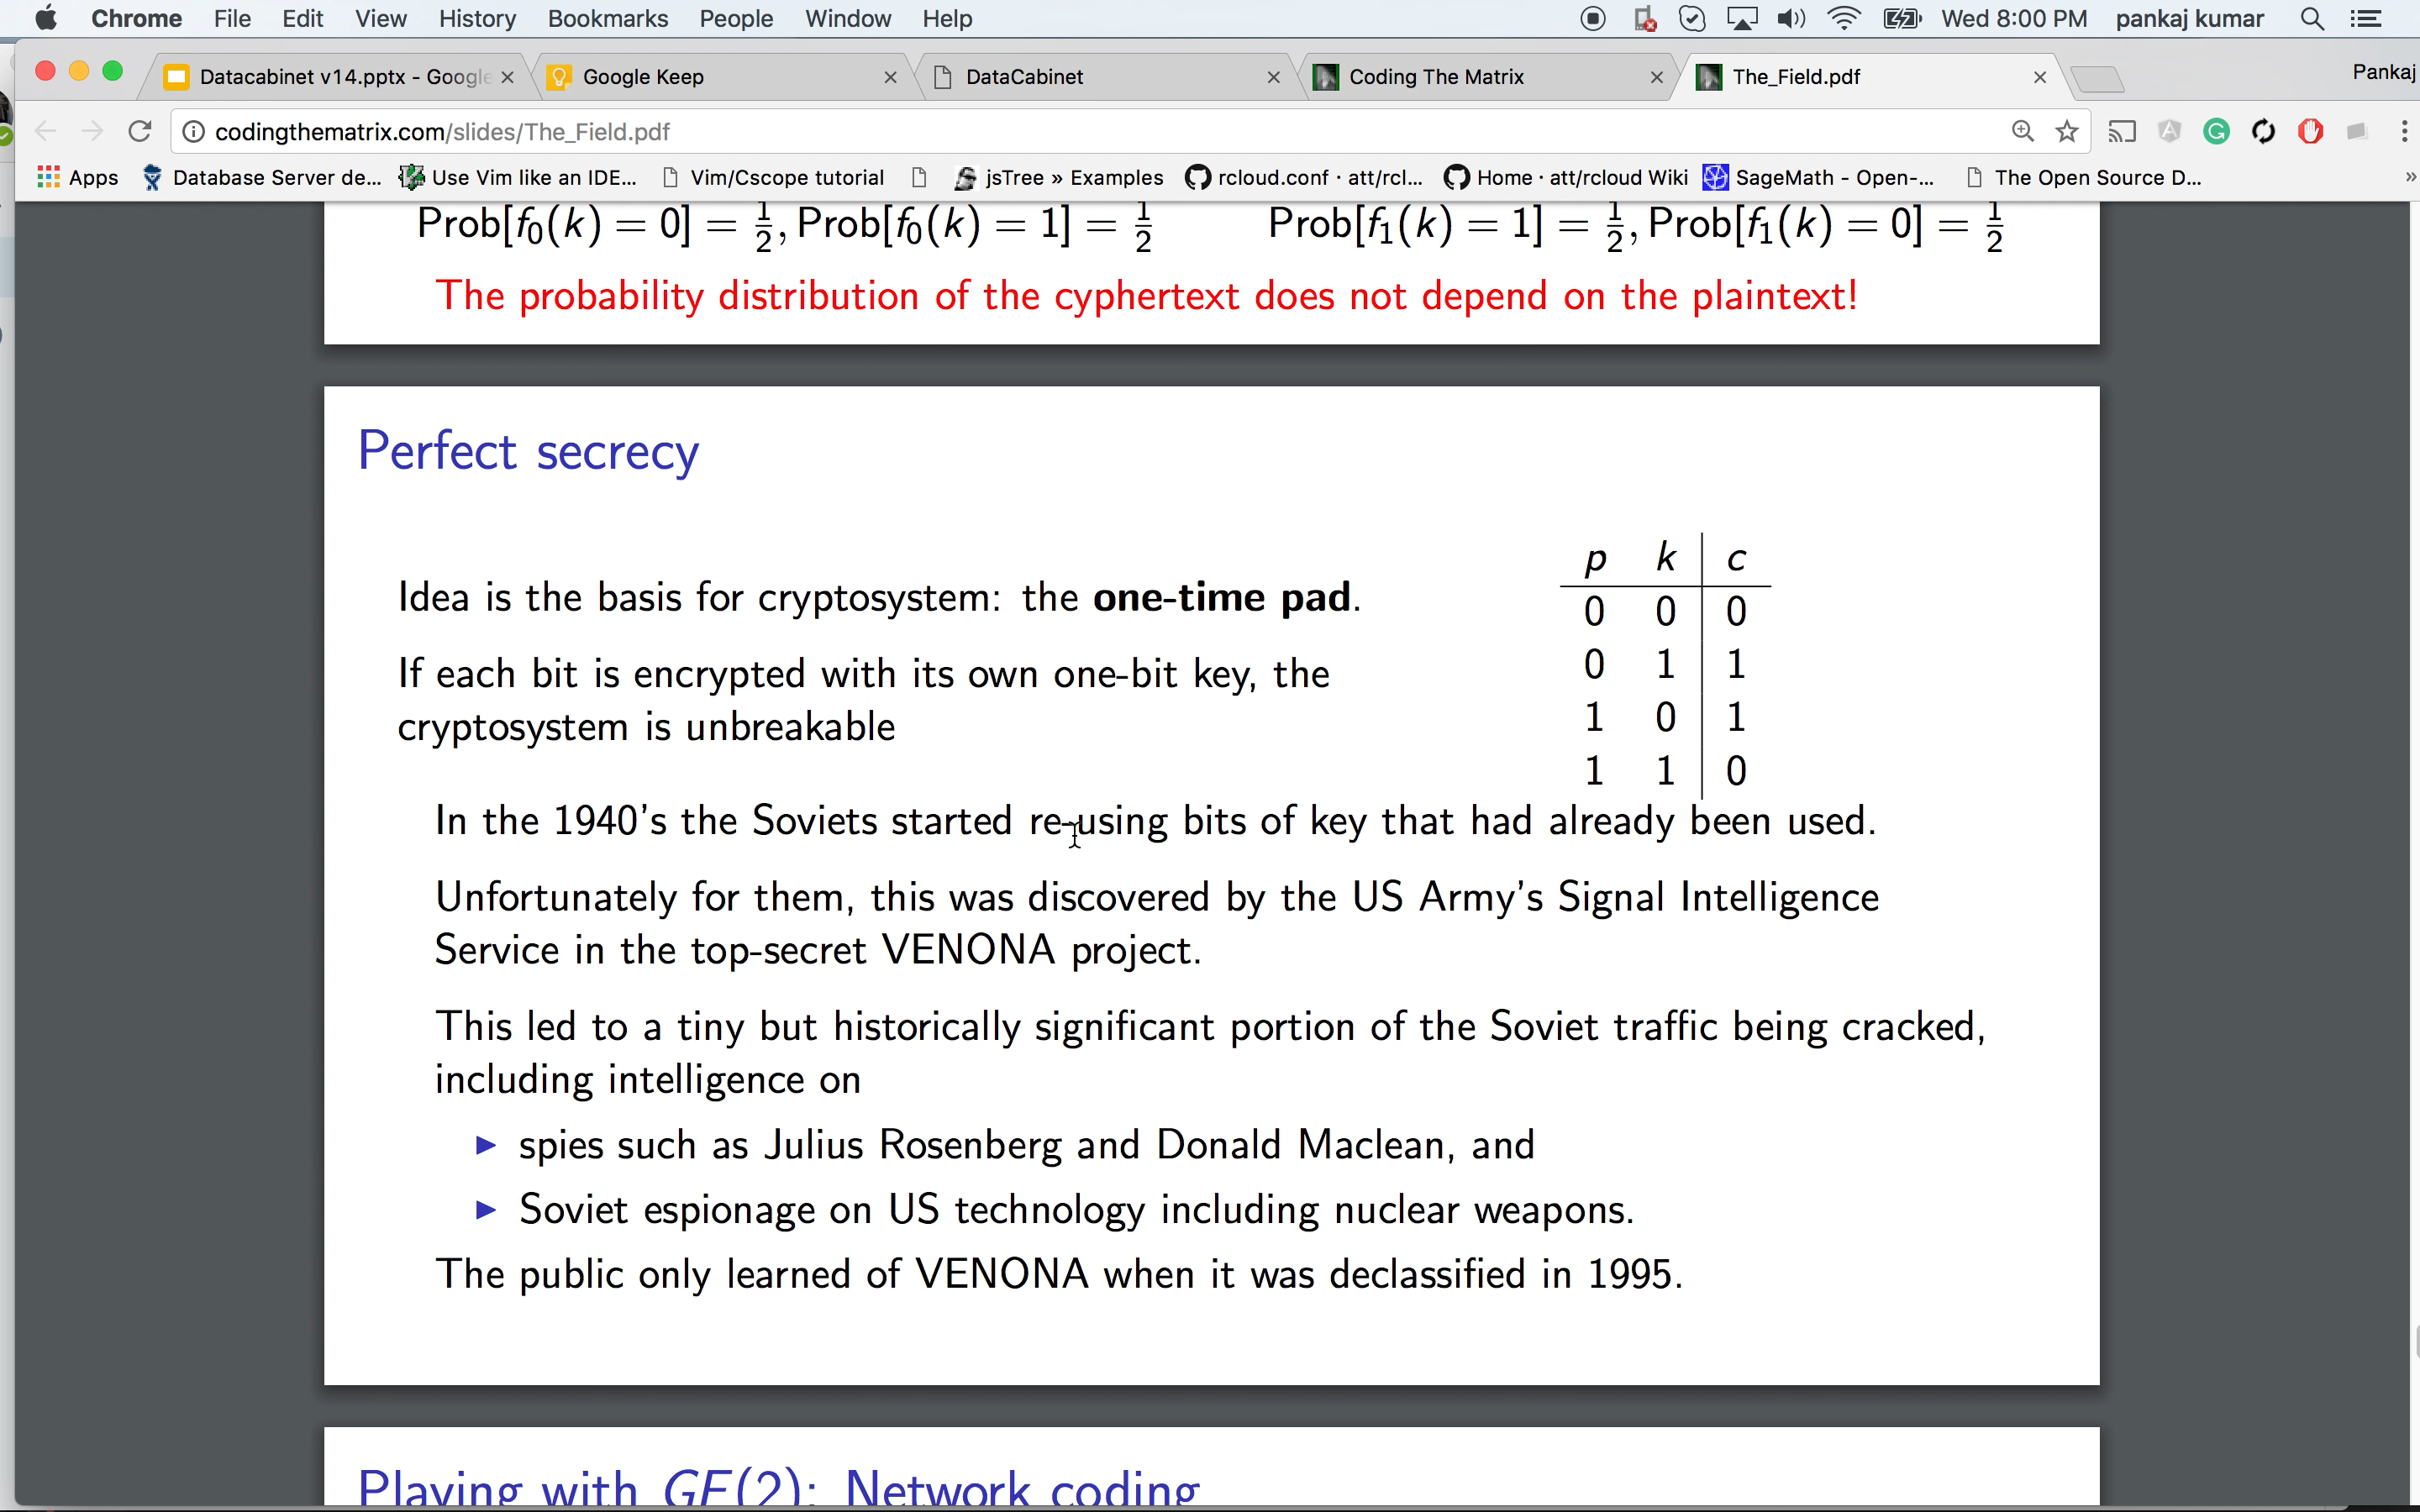 Chrome File Edit View History Bookmarks People Window Help Wed 8:00 PM pankaj kumar
Datacabinet v14.pptx - Google Google Keep DataCabinet Coding The Matrix The_Field.pdf Pankaj
codingthematrix.com/slides/The_Field.pdf
Apps Database Server de... Use Vim like an IDE... Vim/Cscope tutorial jsTree » Examples rcloud.conf · att/rcl... Home · att/rcloud Wiki SageMath - Open-... The Open Source D... »
Prob[f₀(k) = 0] = ½, Prob[f₀(k) = 1] = ½ Prob[f₁(k) = 1] = ½, Prob[f₁(k) = 0] = ½
The probability distribution of the cyphertext does not depend on the plaintext!
Perfect secrecy
Idea is the basis for cryptosystem: the one-time pad.
If each bit is encrypted with its own one-bit key, the
cryptosystem is unbreakable
p k c
0 0 0
0 1 1
1 0 1
1 1 0
In the 1940's the Soviets started re-using bits of key that had already been used.
Unfortunately for them, this was discovered by the US Army's Signal Intelligence
Service in the top-secret VENONA project.
This led to a tiny but historically significant portion of the Soviet traffic being cracked,
including intelligence on
▶ spies such as Julius Rosenberg and Donald Maclean, and
▶ Soviet espionage on US technology including nuclear weapons.
The public only learned of VENONA when it was declassified in 1995.
Playing with GF(2): Network coding